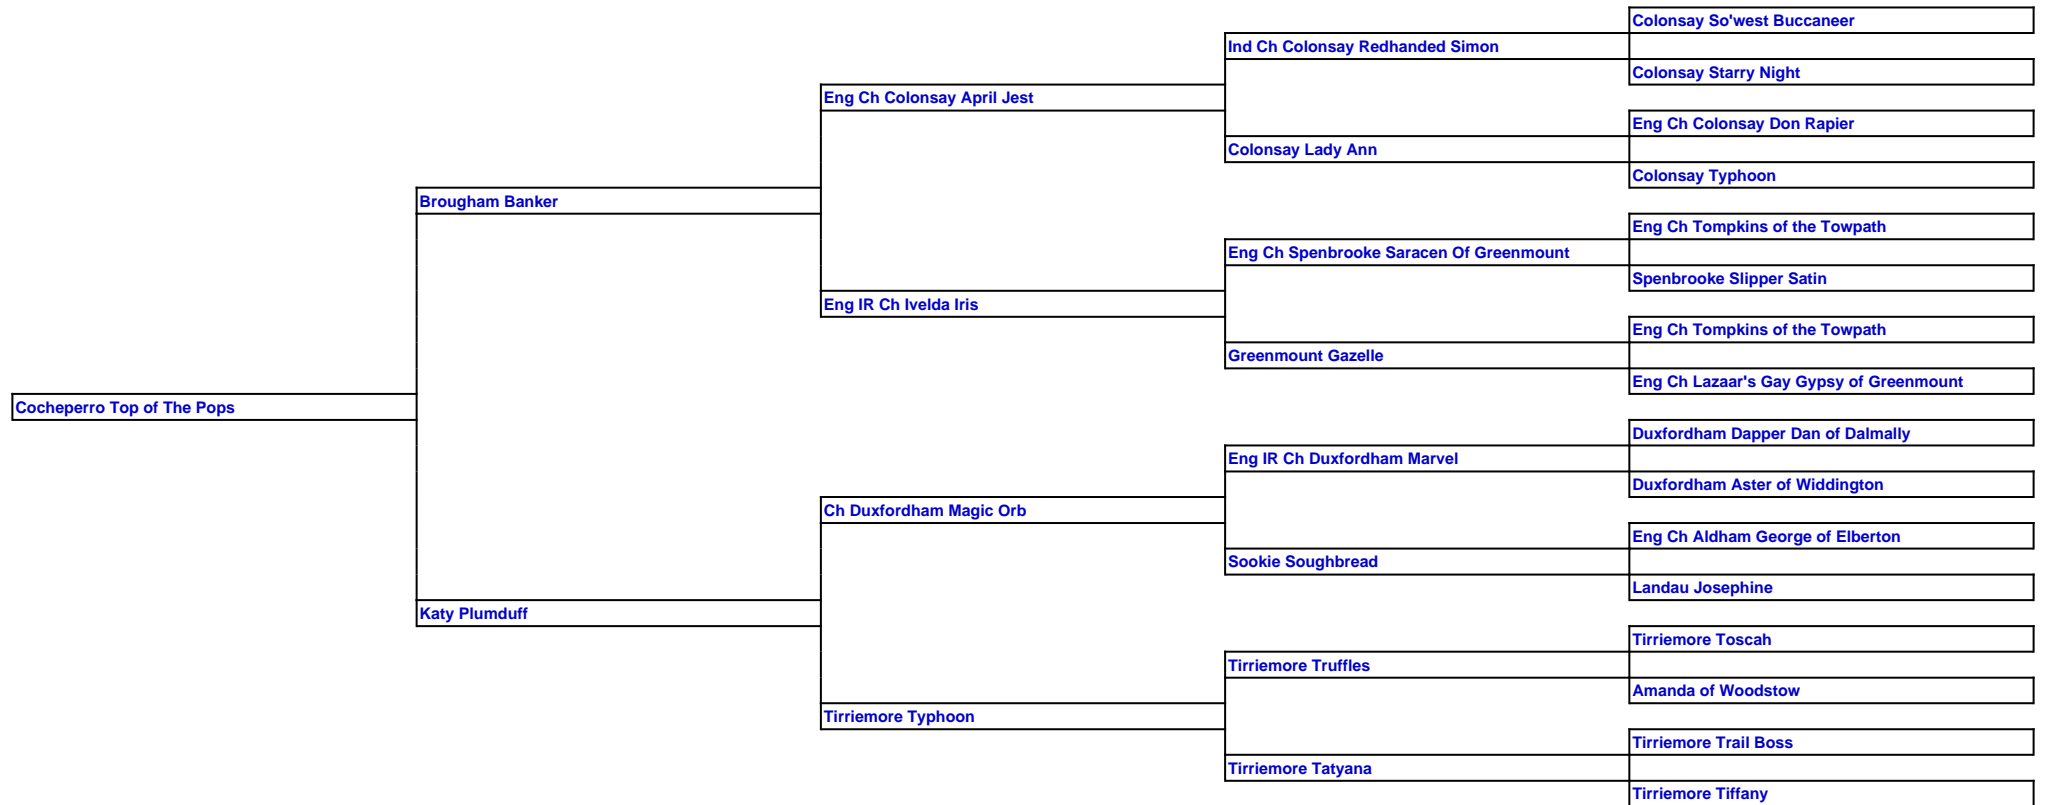 Colonsay So'west Buccaneer
Ind Ch Colonsay Redhanded Simon
Colonsay Starry Night
Eng Ch Colonsay April Jest
Eng Ch Colonsay Don Rapier
Colonsay Lady Ann
Colonsay Typhoon
Brougham Banker
Eng Ch Tompkins of the Towpath
Eng Ch Spenbrooke Saracen Of Greenmount
Spenbrooke Slipper Satin
Eng IR Ch Ivelda Iris
Eng Ch Tompkins of the Towpath
Greenmount Gazelle
Eng Ch Lazaar's Gay Gypsy of Greenmount
Cocheperro Top of The Pops
Duxfordham Dapper Dan of Dalmally
Eng IR Ch Duxfordham Marvel
Duxfordham Aster of Widdington
Ch Duxfordham Magic Orb
Eng Ch Aldham George of Elberton
Sookie Soughbread
Landau Josephine
Katy Plumduff
Tirriemore Toscah
Tirriemore Truffles
Amanda of Woodstow
Tirriemore Typhoon
Tirriemore Trail Boss
Tirriemore Tatyana
Tirriemore Tiffany